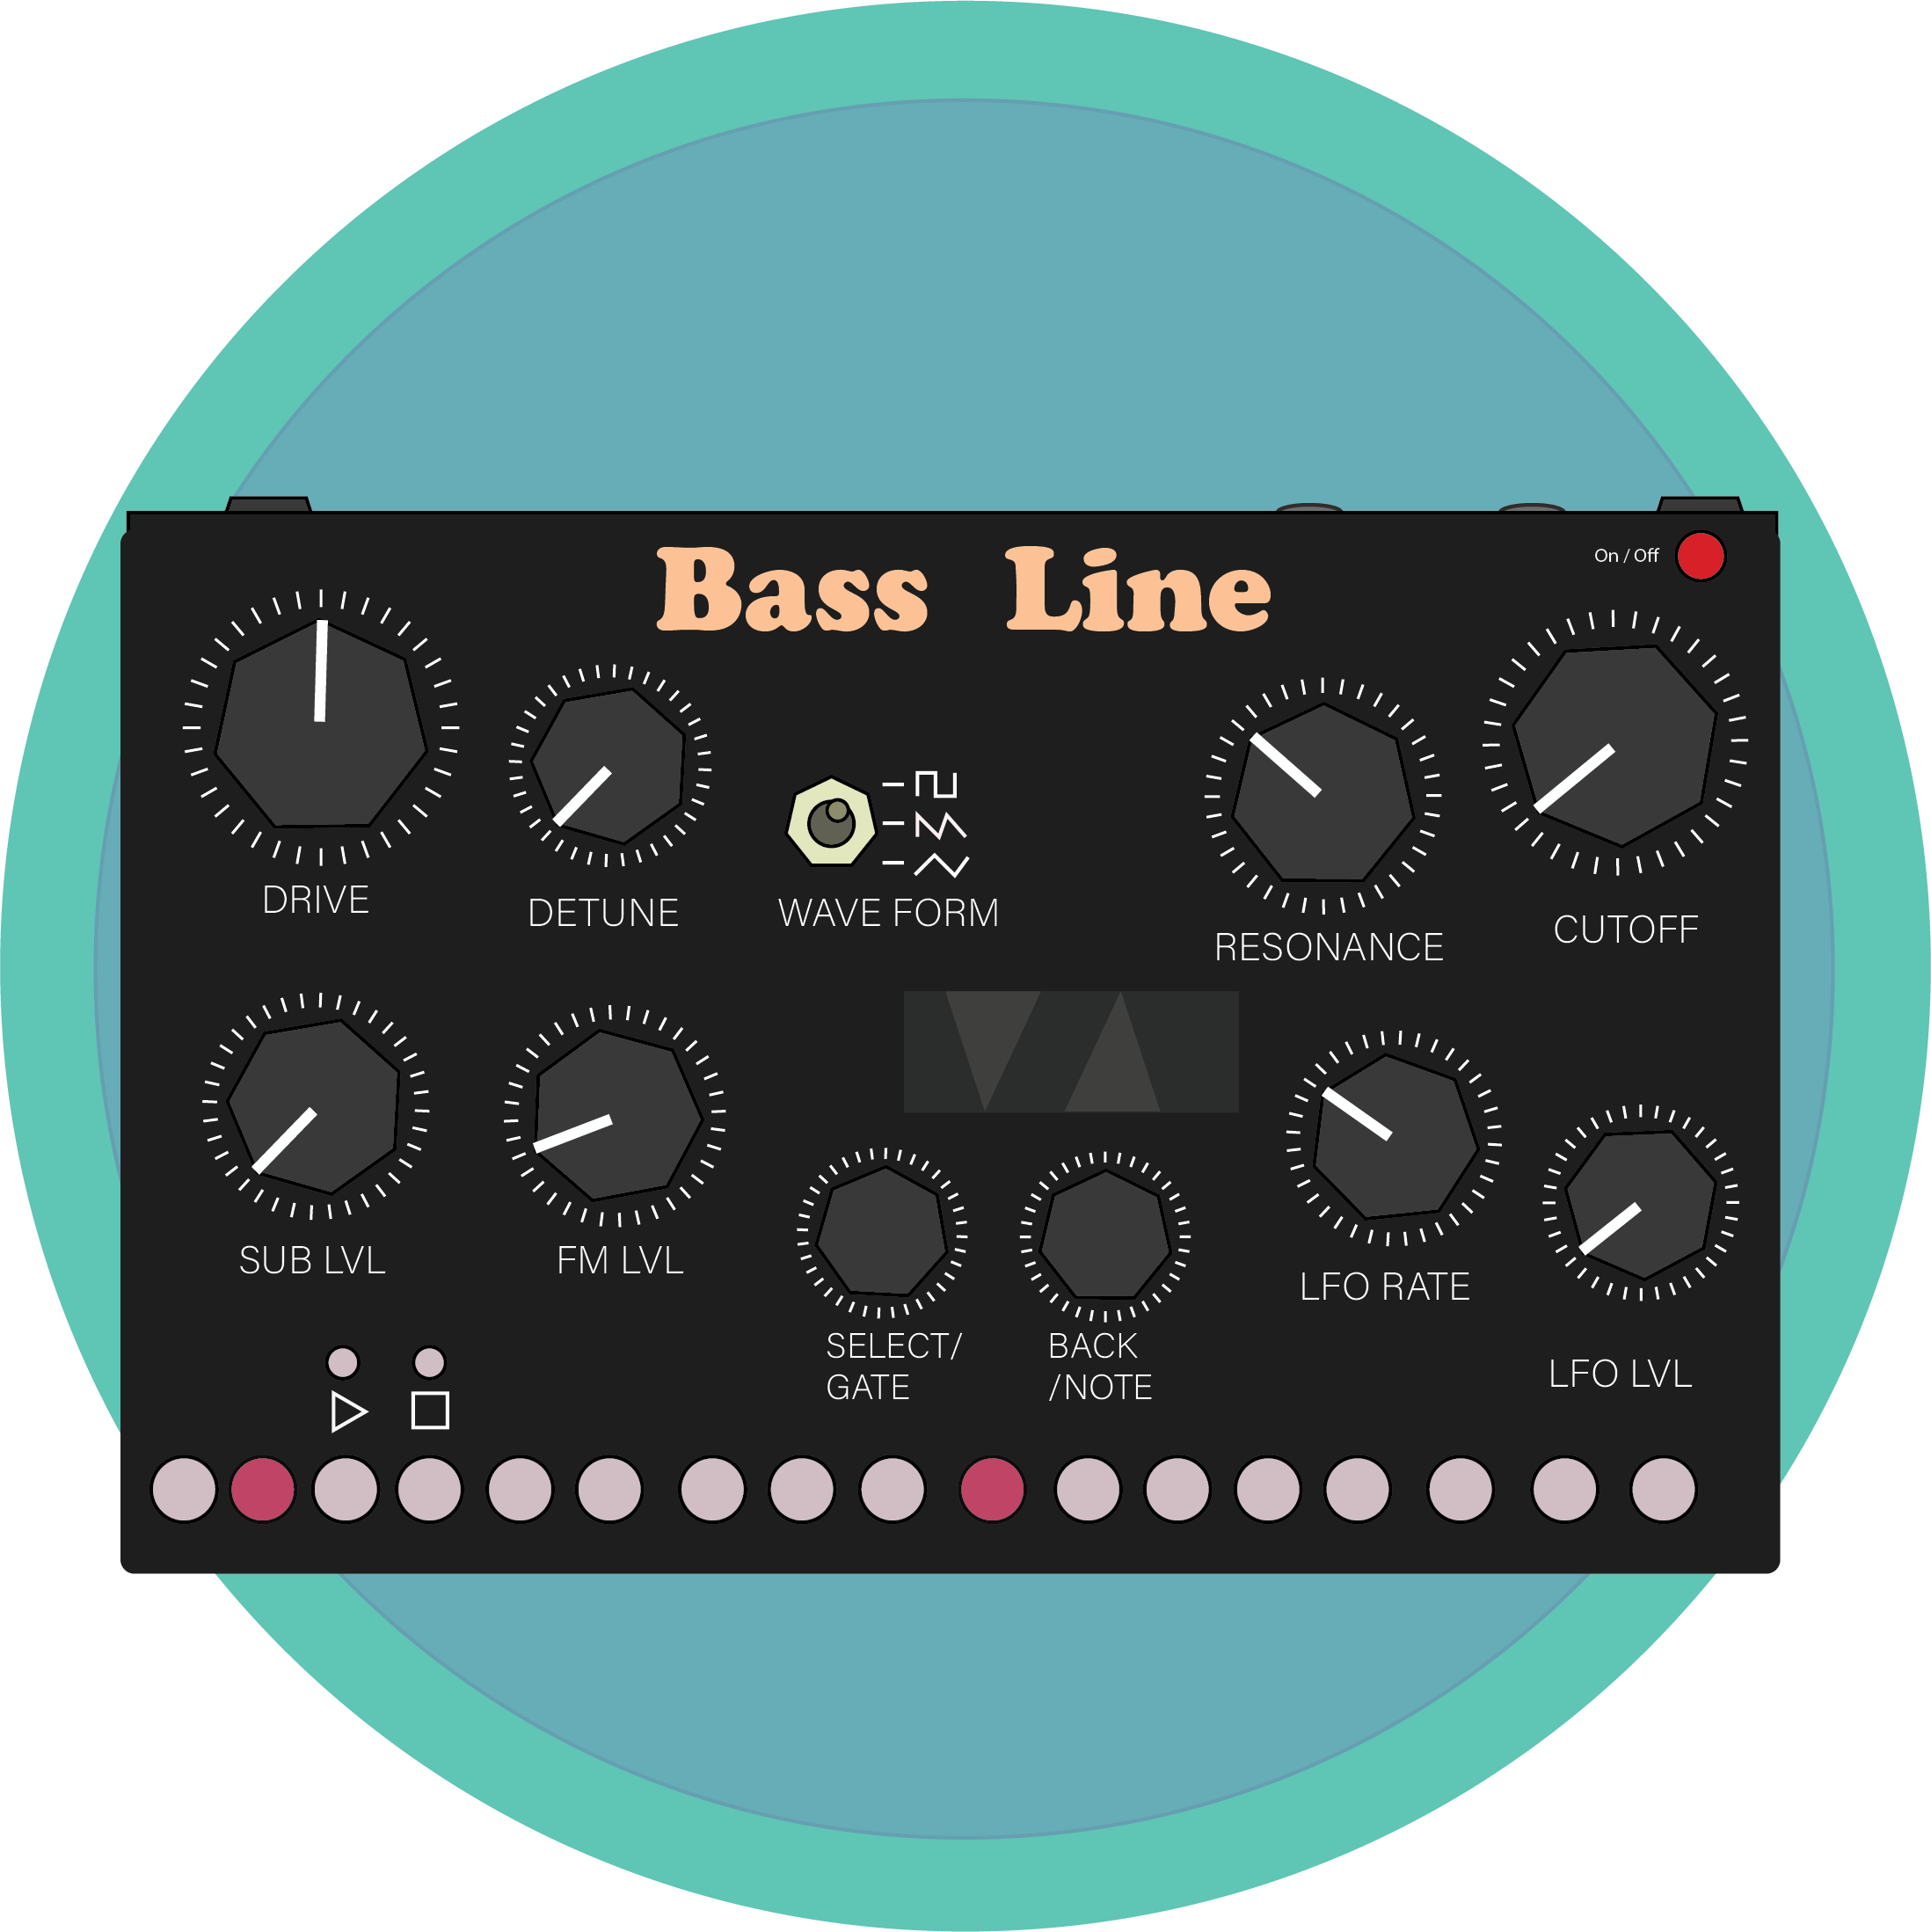 Bass Line
On / Off
DRIVE
DETUNE
WAVE FORM
RESONANCE
CUTOFF
SUB LVL
FM LVL
SELECT/
GATE
BACK
/NOTE
LFO RATE
LFO LVL